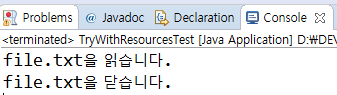 Problems @ Javadoc Declaration Console
<terminated> TryWithResourcesTest [Java Application] D:₩DEV
file.txt을 읽습니다.
file.txt을 닫습니다.